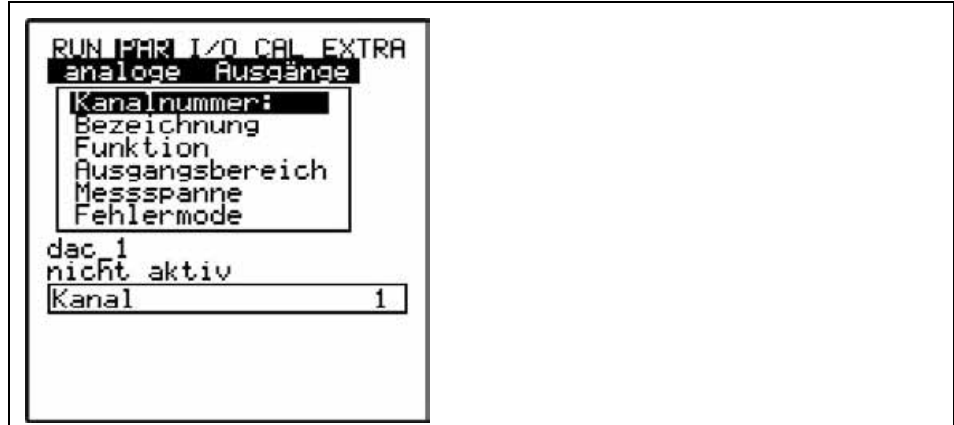 RUN PAR I/O CAL EXTRA
analoge Ausgänge
Kanalnummer:
Bezeichnung
Funktion
Ausgangsbereich
Messspanne
Fehlermode
dac_1
nicht aktiv
Kanal 1